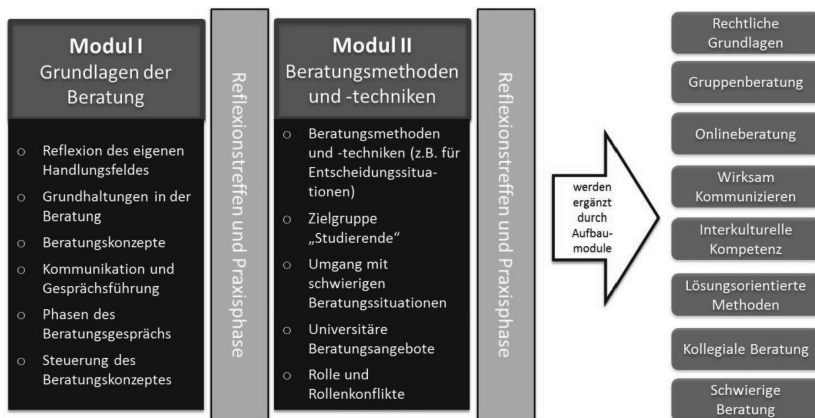 Modul I
Grundlagen der
Beratung
o Reflexion des eigenen
Handlungsfeldes
o Grundhaltungen in der
Beratung
o Beratungskonzepte
o Kommunikation und
Gesprächsführung
o Phasen des
Beratungsgesprächs
o Steuerung des
Beratungskonzeptes
Reflexionstreffen und Praxisphase
Modul II
Beratungsmethoden
und -techniken
o Beratungsmethoden
und -techniken (z.B. für
Entscheidungssitua-
tionen)
o Zielgruppe
„Studierende“
o Umgang mit
schwierigen
Beratungssituationen
o Universitäre
Beratungsangebote
o Rolle und
Rollenkonflikte
Reflexionstreffen und Praxisphase
werden
ergänzt
durch
Aufbau-
module
Rechtliche
Grundlagen
Gruppenberatung
Onlineberatung
Wirksam
Kommunizieren
Interkulturelle
Kompetenz
Lösungsorientierte
Methoden
Kollegiale Beratung
Schwierige
Beratung